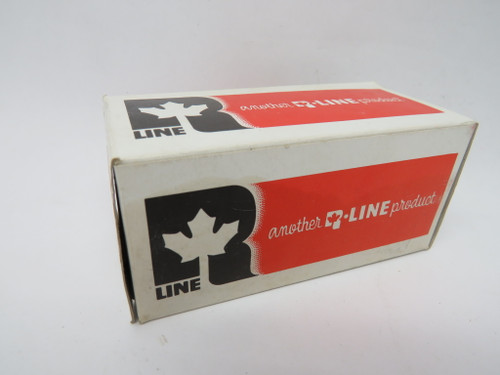 R
LINE
another R-LINE product
R
LINE
another R-LINE product